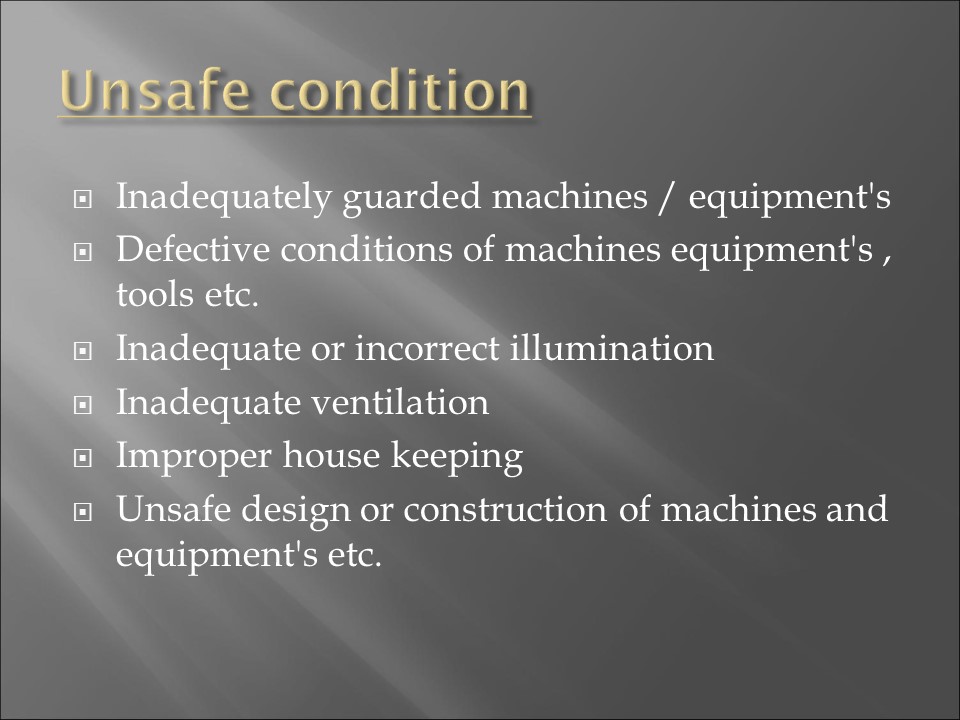 Unsafe condition
Inadequately guarded machines / equipment's
Defective conditions of machines equipment's ,
tools etc.
Inadequate or incorrect illumination
Inadequate ventilation
Improper house keeping
Unsafe design or construction of machines and
equipment's etc.